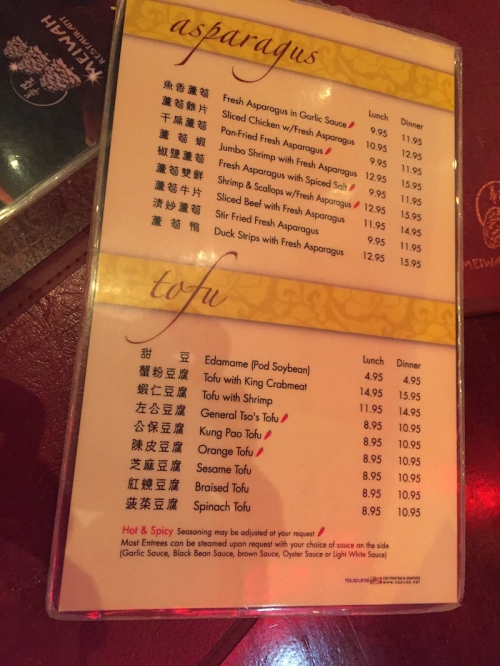 MEIWAH
RESTAURANT
asparagus
Lunch Dinner
魚香蘆筍 Fresh Asparagus in Garlic Sauce 9.95 11.95
蘆筍雞片 Sliced Chicken w/Fresh Asparagus 10.95 12.95
干扁蘆筍 Pan-Fried Fresh Asparagus 9.95 11.95
蘆筍蝦 Jumbo Shrimp with Fresh Asparagus 12.95 15.95
椒鹽蘆筍 Fresh Asparagus with Spiced Salt 9.95 11.95
蘆筍雙鮮 Shrimp & Scallops w/Fresh Asparagus 12.95 15.95
蘆筍牛片 Sliced Beef with Fresh Asparagus 11.95 14.95
清炒蘆筍 Stir Fried Fresh Asparagus 9.95 11.95
蘆筍鴨 Duck Strips with Fresh Asparagus 12.95 15.95
tofu
Lunch Dinner
甜豆 Edamame (Pod Soybean) 4.95 4.95
蟹粉豆腐 Tofu with King Crabmeat 14.95 15.95
蝦仁豆腐 Tofu with Shrimp 11.95 14.95
左公豆腐 General Tso's Tofu 8.95 10.95
公保豆腐 Kung Pao Tofu 8.95 10.95
陳皮豆腐 Orange Tofu 8.95 10.95
芝麻豆腐 Sesame Tofu 8.95 10.95
紅燒豆腐 Braised Tofu 8.95 10.95
菠菜豆腐 Spinach Tofu 8.95 10.95
Hot & Spicy Seasoning may be adjusted at your request
Most Entrees can be steamed upon request with your choice of sauce on the side
(Garlic Sauce, Black Bean Sauce, brown Sauce, Oyster Sauce or Light White Sauce)